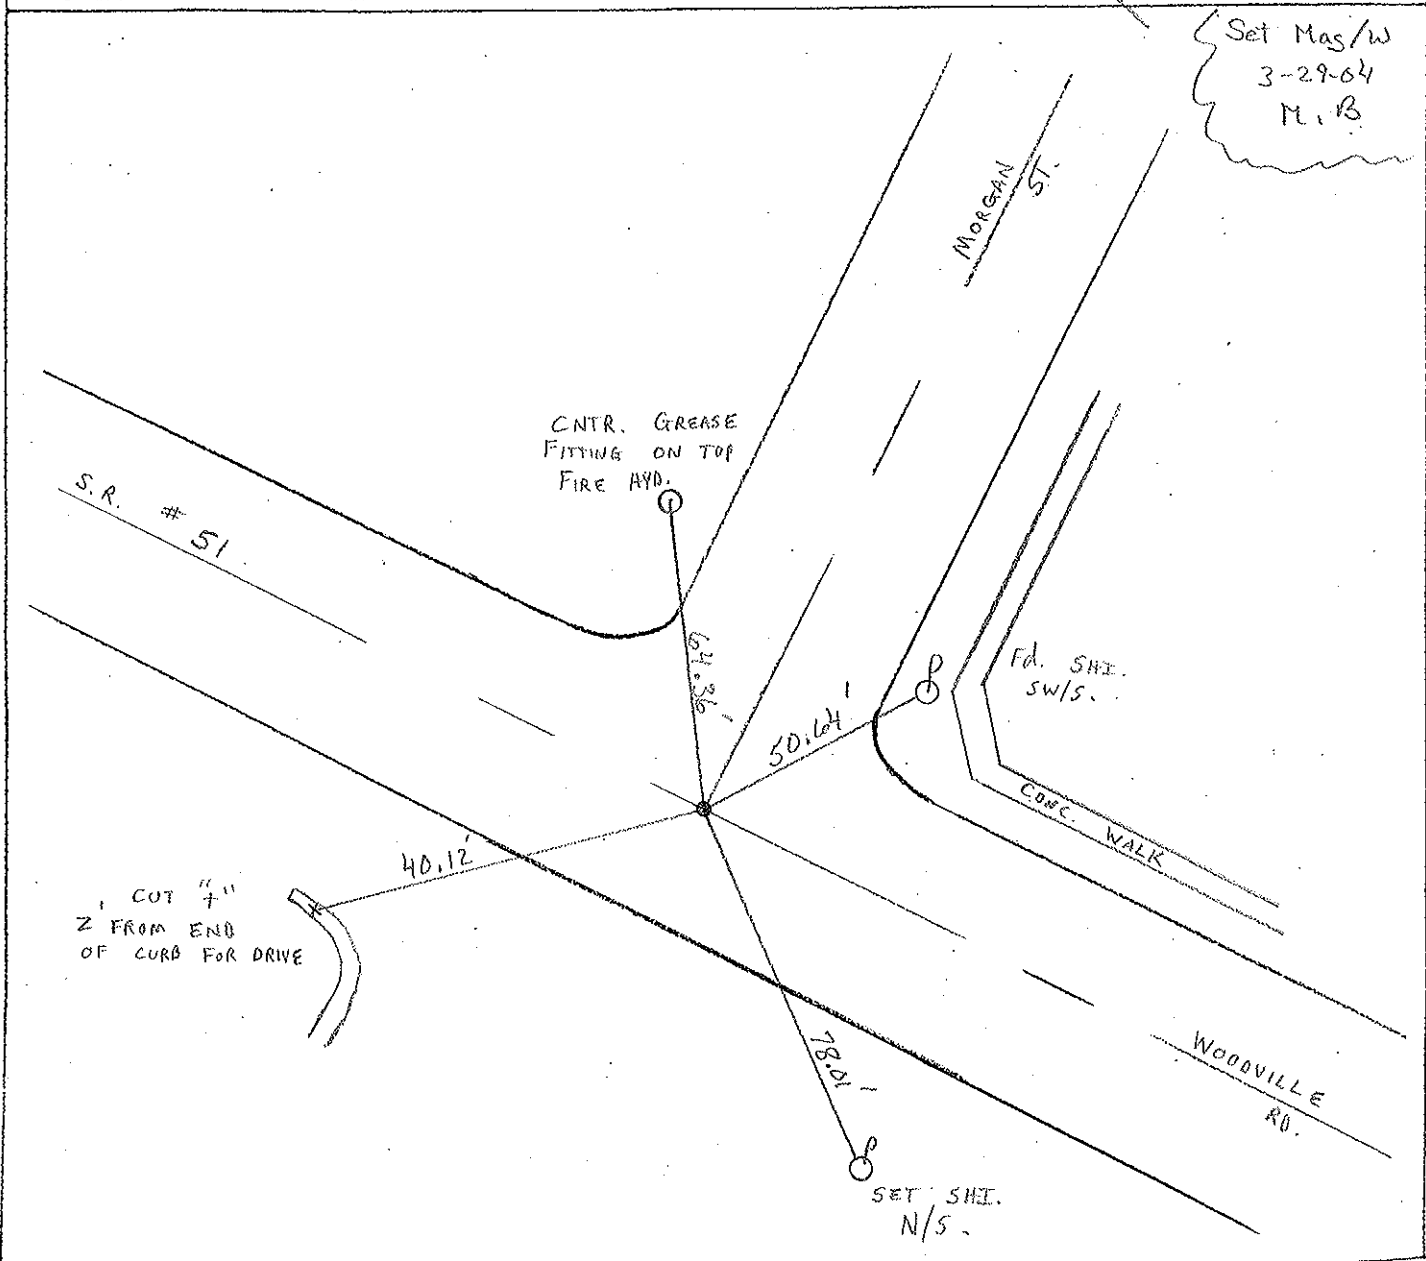 Set Mag/W
3-29-04
M. B
MORGAN
ST.
CNTR. GREASE
FITTING ON TOP
FIRE HYD.
S.R. # 51
64.36'
50.64'
Fd. SHI.
SW/S.
CONC. WALK
40.12'
CUT "+"
2' FROM END
OF CURB FOR DRIVE
78.01'
WOODVILLE
RD.
SET SHI.
N/S.